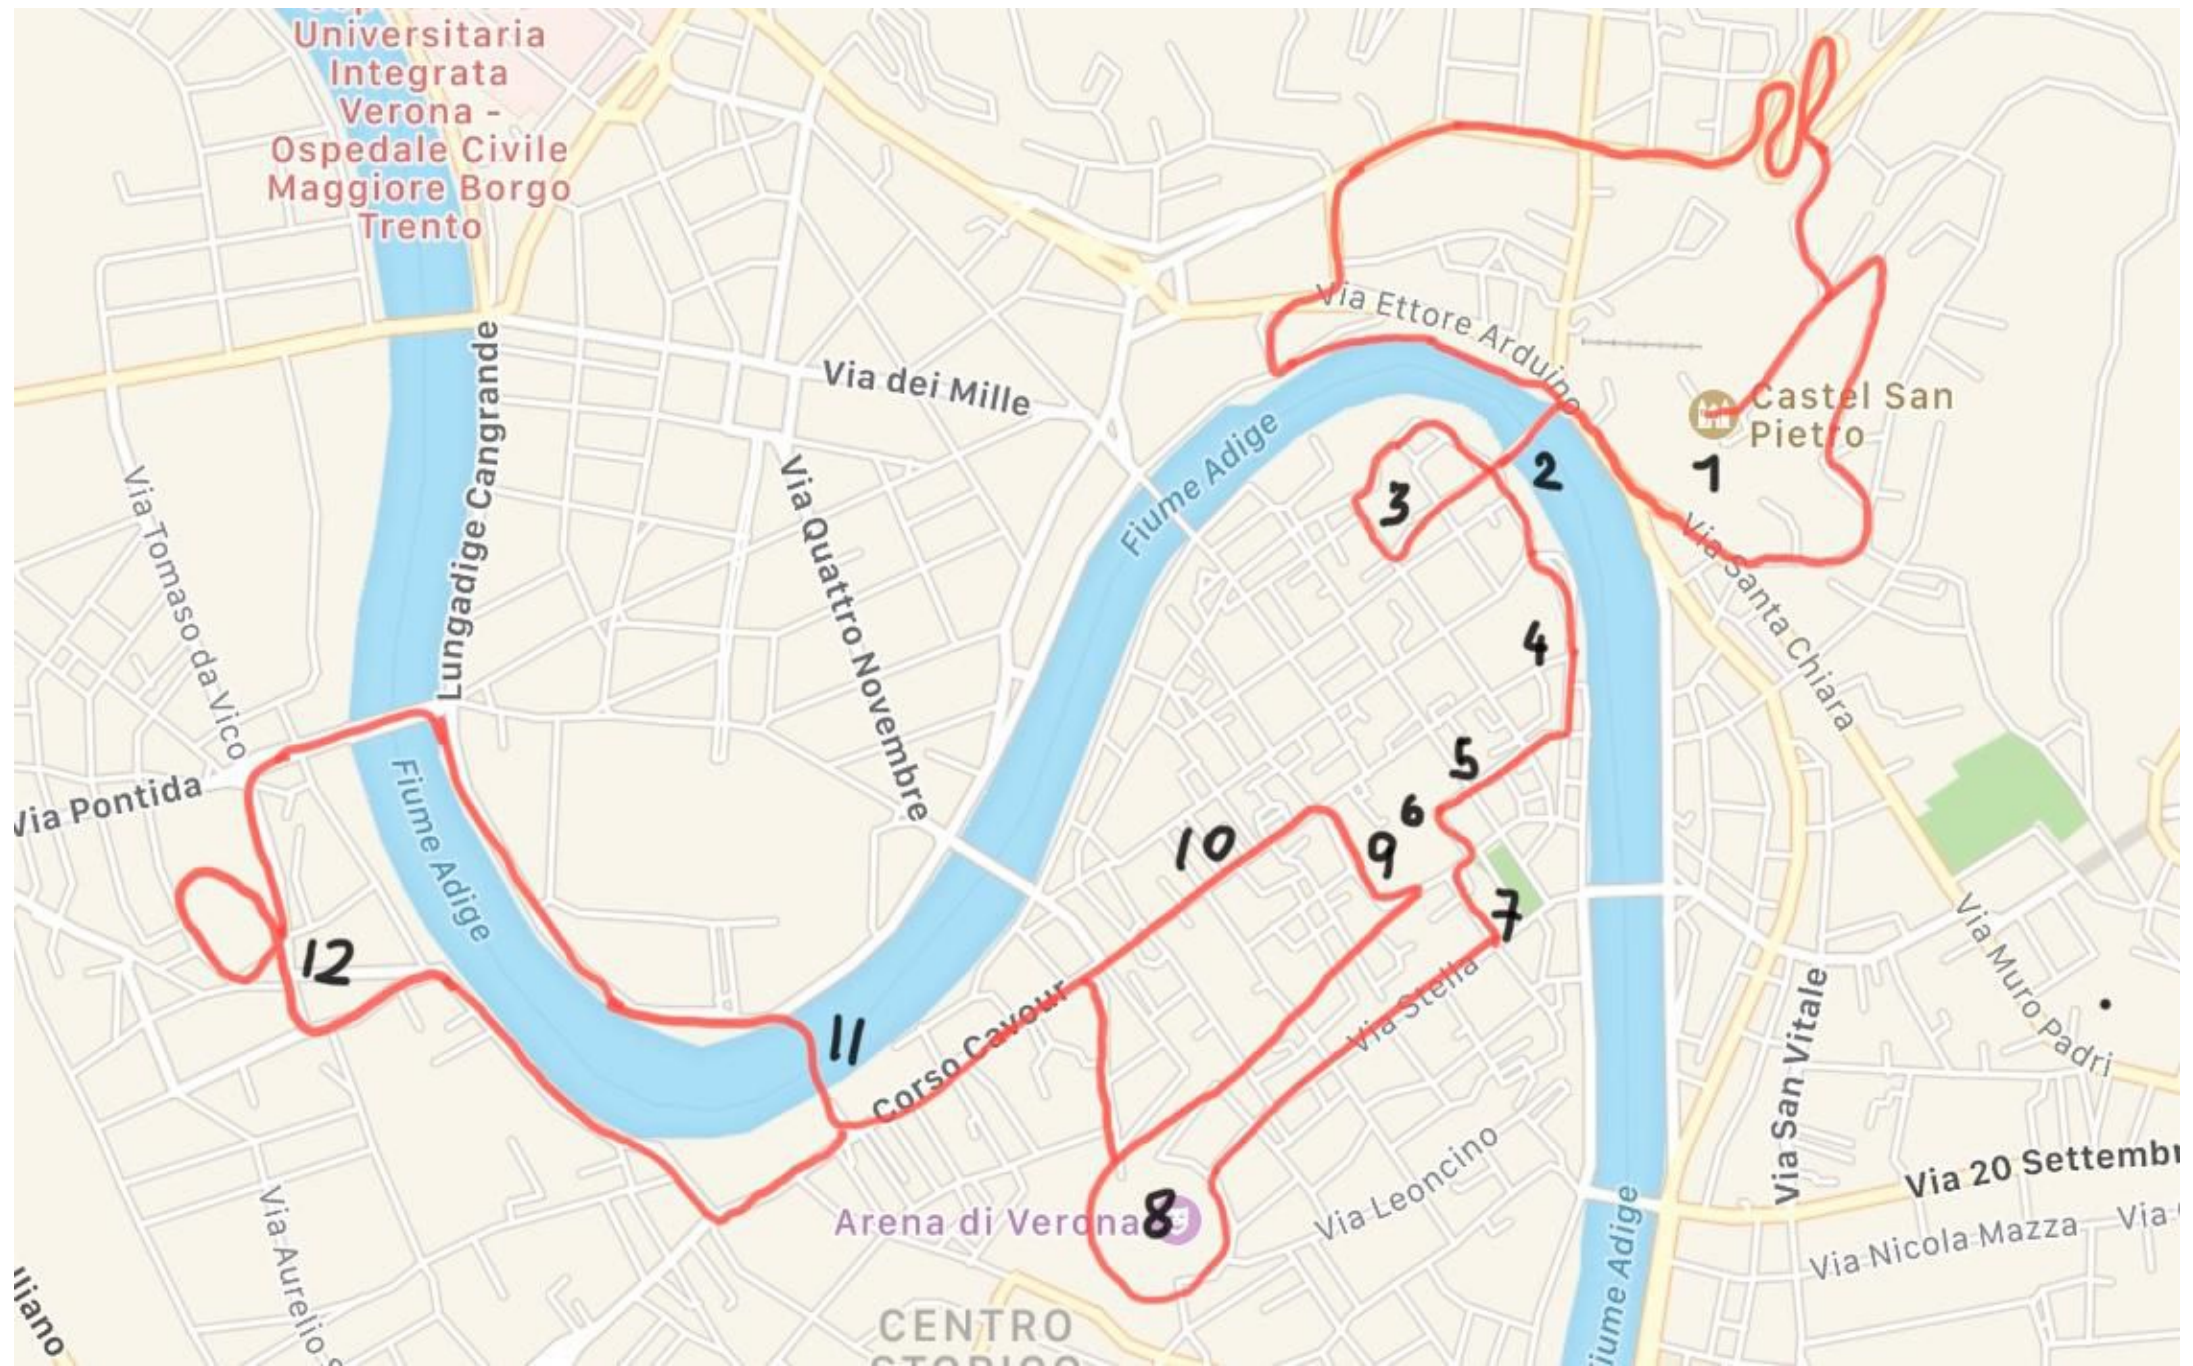 Universitaria
Integrata
Verona -
Ospedale Civile
Maggiore Borgo
Trento
Via Ettore Arduino
Lungadige Cangrande
Via dei Mille
Castel San
Pietro
1
2
3
Fiume Adige
Via Tomaso da Vico
Via Quattro Novembre
Via Santa Chiara
4
5
6
Via Pontida
Fiume Adige
10
9
7
12
11
Corso Cavour
Via Stella
Via Muro Padri
Via San Vitale
8
Arena di Verona
Via Leoncino
Via 20 Settembr
Via Nicola Mazza
Via
Via Aurelio S
Fiume Adige
lliano
CENTRO
STORICO